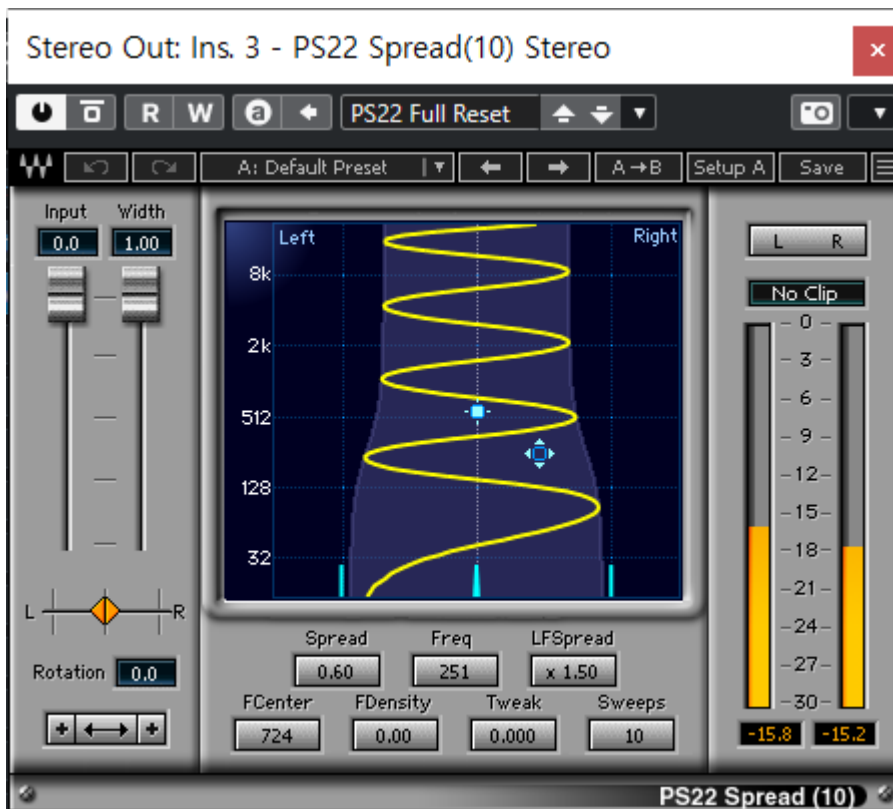 Stereo Out: Ins. 3 - PS22 Spread(10) Stereo
R W a PS22 Full Reset
A: Default Preset A→B Setup A Save
Input Width
0.0 1.00
L R
Rotation 0.0
Left Right
8k
2k
512
128
32
Spread Freq LFSpread
0.60 251 x 1.50
FCenter FDensity Tweak Sweeps
724 0.00 0.000 10
L R
No Clip
0
3
6
9
12
15
18
21
24
27
30
-15.8 -15.2
PS22 Spread (10)